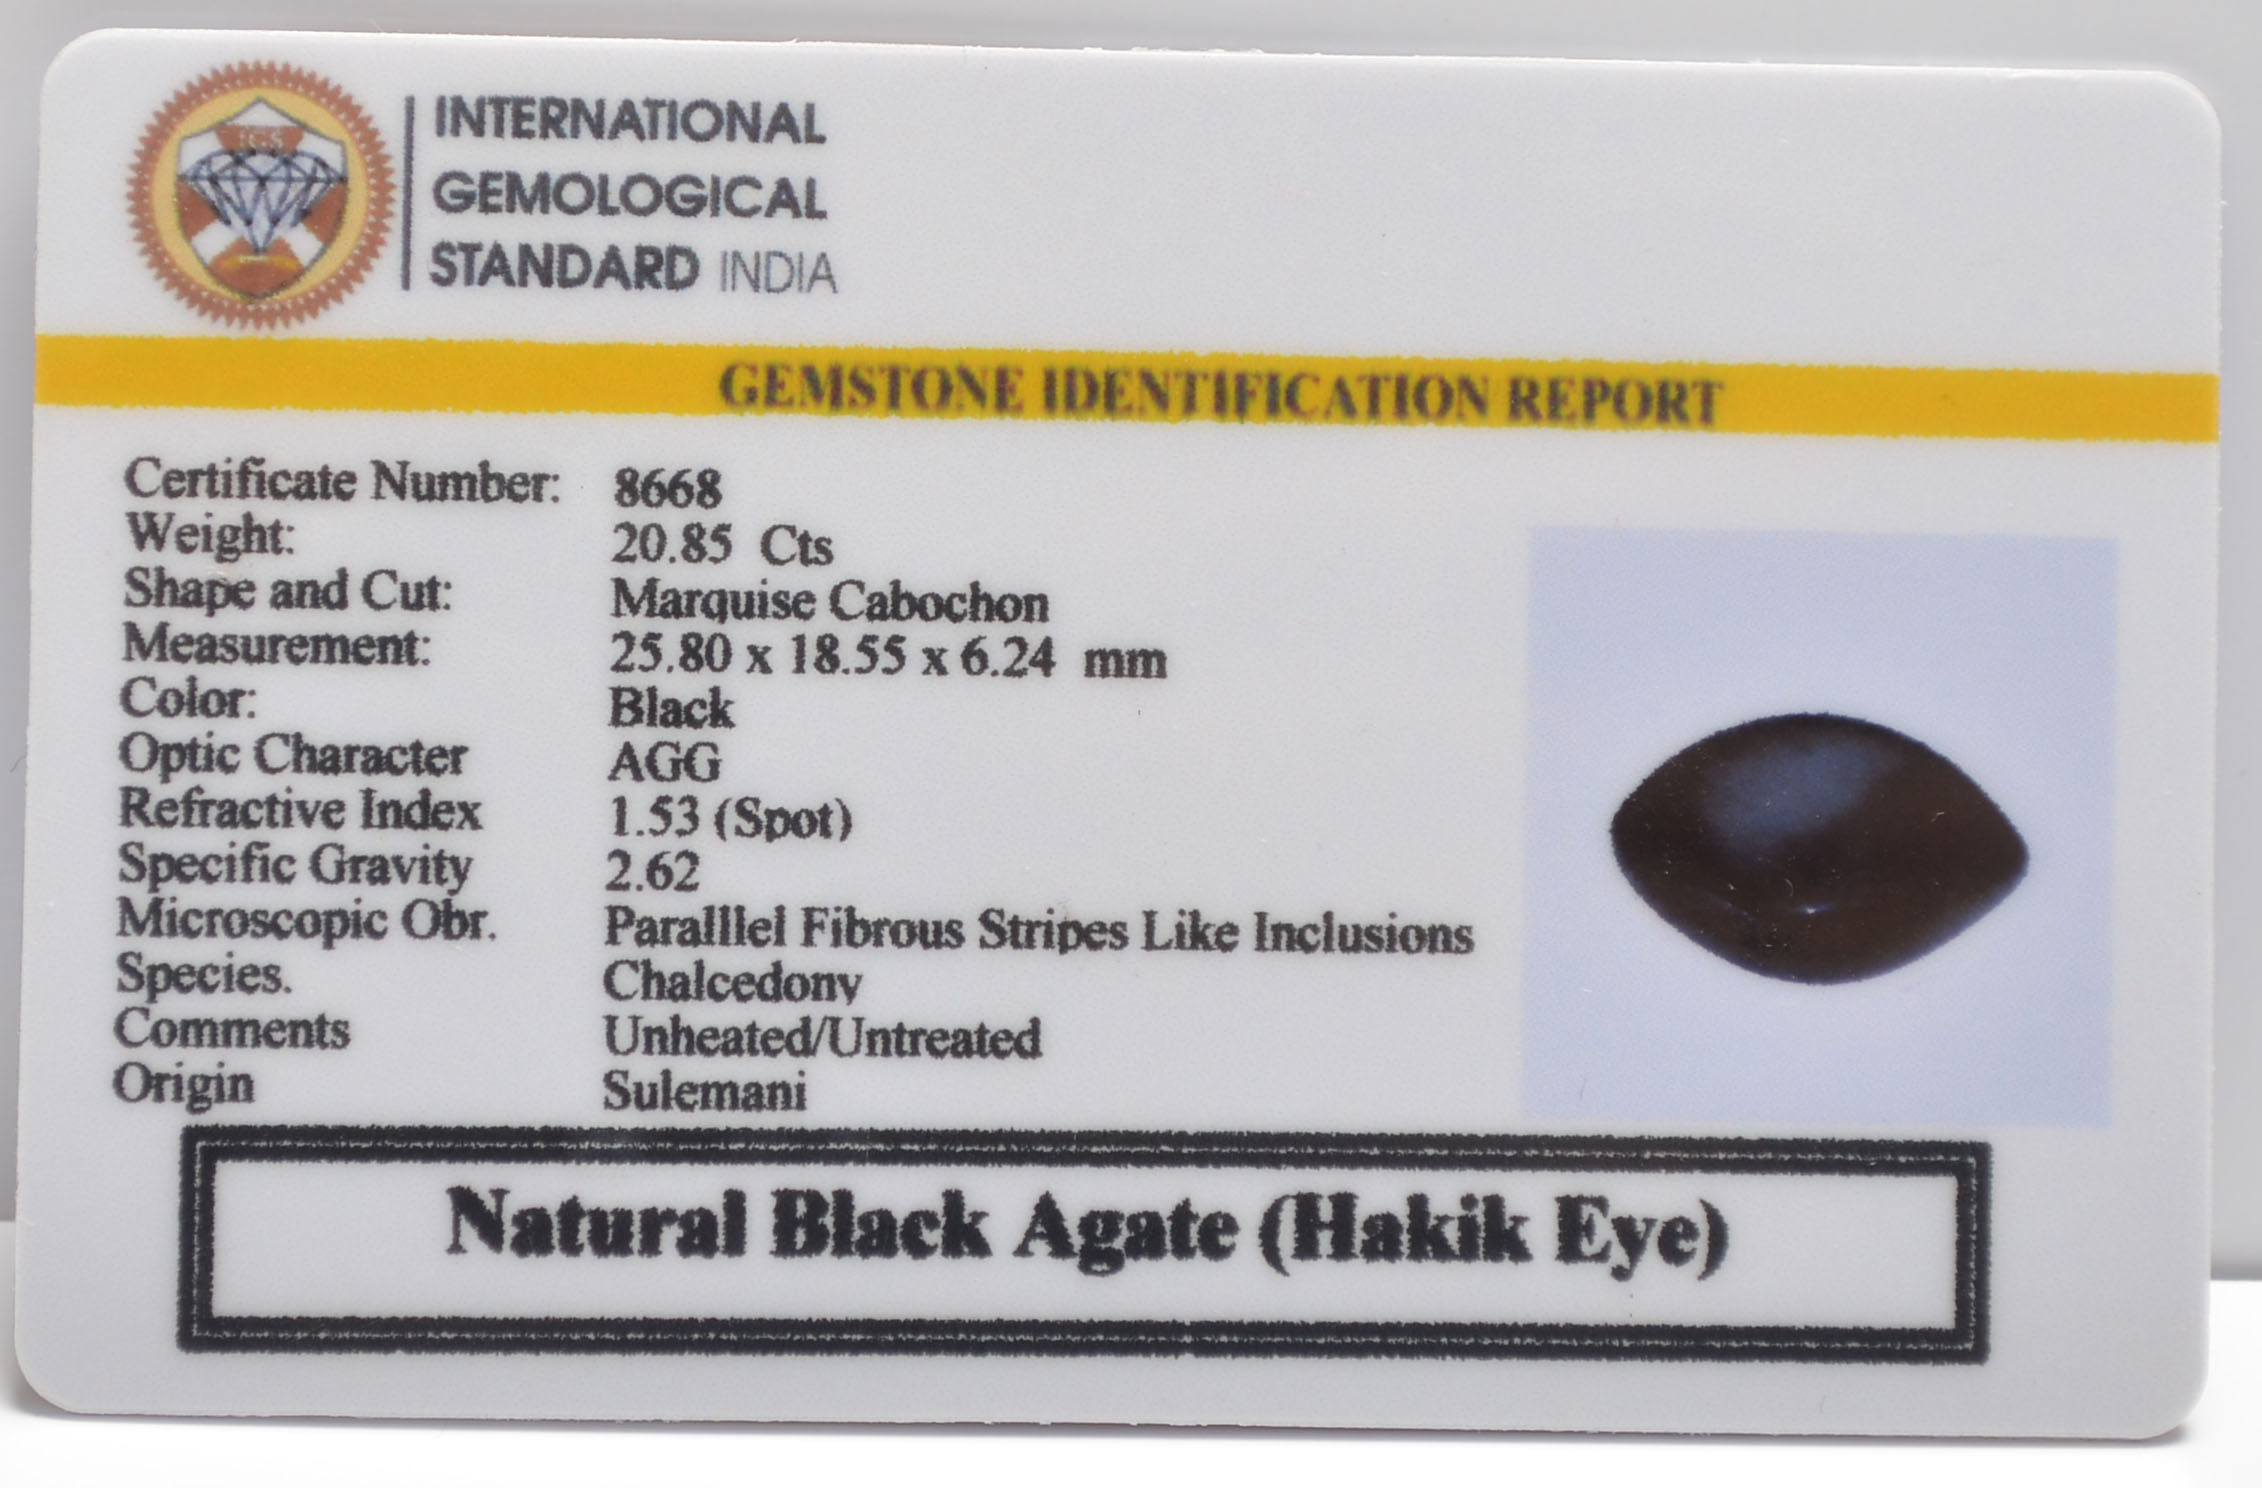 INTERNATIONAL
GEMOLOGICAL
STANDARD INDIA
GEMSTONE IDENTIFICATION REPORT
Certificate Number: 8668
Weight: 20.85 Cts
Shape and Cut: Marquise Cabochon
Measurement: 25.80 x 18.55 x 6.24 mm
Color: Black
Optic Character AGG
Refractive Index 1.53 (Spot)
Specific Gravity 2.62
Microscopic Obr. Paralllel Fibrous Stripes Like Inclusions
Species. Chalcedony
Comments Unheated/Untreated
Origin Sulemani
Natural Black Agate (Hakik Eye)